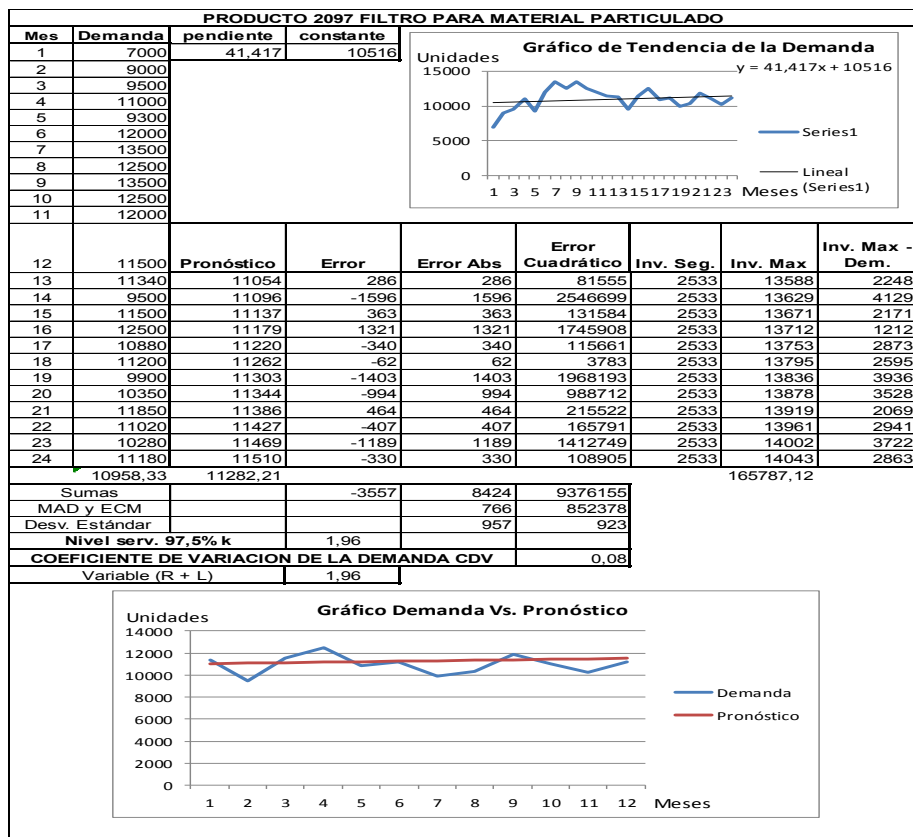 PRODUCTO 2097 FILTRO PARA MATERIAL PARTICULADO
Mes Demanda pendiente constante
1 7000 41,417 10516
2 9000
3 9500
4 11000
5 9300
6 12000
7 13500
8 12500
9 13500
10 12500
11 12000
Gráfico de Tendencia de la Demanda
Unidades
y = 41,417x + 10516
15000
10000
5000
0
1 3 5 7 9 11 13 15 17 19 21 23 Meses
Series1
Lineal
(Series1)
12 11500 Pronóstico Error Error Abs Error Cuadrático Inv. Seg. Inv. Max Inv. Max - Dem.
13 11340 11054 286 286 81555 2533 13588 2248
14 9500 11096 -1596 1596 2546699 2533 13629 4129
15 11500 11137 363 363 131584 2533 13671 2171
16 12500 11179 1321 1321 1745908 2533 13712 1212
17 10880 11220 -340 340 115661 2533 13753 2873
18 11200 11262 -62 62 3783 2533 13795 2595
19 9900 11303 -1403 1403 1968193 2533 13836 3936
20 10350 11344 -994 994 988712 2533 13878 3528
21 11850 11386 464 464 215522 2533 13919 2069
22 11020 11427 -407 407 165791 2533 13961 2941
23 10280 11469 -1189 1189 1412749 2533 14002 3722
24 11180 11510 -330 330 108905 2533 14043 2863
10958,33 11282,21 165787,12
Sumas -3557 8424 9376155
MAD y ECM 766 852378
Desv. Estándar 957 923
Nivel serv. 97,5% k 1,96
COEFICIENTE DE VARIACION DE LA DEMANDA CDV 0,08
Variable (R + L) 1,96
Gráfico Demanda Vs. Pronóstico
Unidades
14000
12000
10000
8000
6000
4000
2000
0
1 2 3 4 5 6 7 8 9 10 11 12 Meses
Demanda
Pronóstico